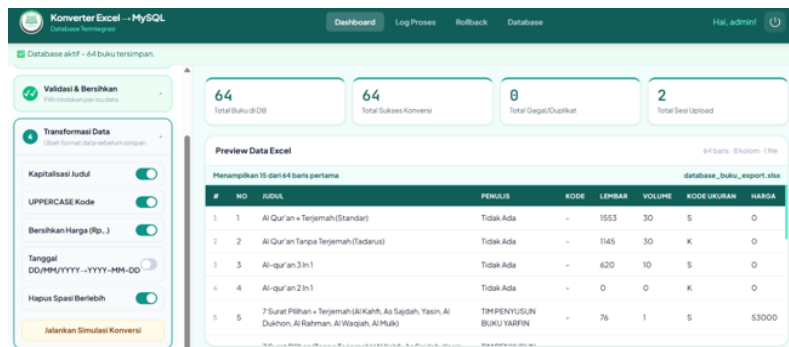 Konverter Excel → MySQL
Database Terintegrasi
Dashboard Log Proses Rollback Database
Hai, admin!
Database aktif - 64 buku tersimpan.
Validasi & Bersihkan
Pilih tindakan per isu data
4 Transformasi Data
Ubah format data sebelum simpan
Kapitalisasi Judul
UPPERCASE Kode
Bersihkan Harga (Rp,.)
Tanggal
DD/MM/YYYY→YYYY-MM-DD
Hapus Spasi Berlebih
Jalankan Simulasi Konversi
64
Total Buku di DB
64
Total Sukses Konversi
0
Total Gagal/Duplikat
2
Total Sesi Upload
Preview Data Excel 64 baris · 8 kolom · 1 file
Menampilkan 15 dari 64 baris pertama database_buku_export.xlsx
# NO JUDUL PENULIS KODE LEMBAR VOLUME KODE UKURAN HARGA
1 1 Al Qur'an + Terjemah (Standar) Tidak Ada - 1553 30 S 0
2 2 Al Qur'an Tanpa Terjemah (Tadarus) Tidak Ada - 1145 30 K 0
3 3 Al-qur'an 3 In 1 Tidak Ada - 620 10 S 0
4 4 Al-qur'an 2 In 1 Tidak Ada - 0 0 K 0
5 5 7 Surat Pilihan + Terjemah (Al Kahfi, As Sajdah, Yasin, Al TIM PENYUSUN - 76 1 S 53000
Dukhon, Al Rahman, Al Waqiah, Al Mulk) BUKU YARFIN